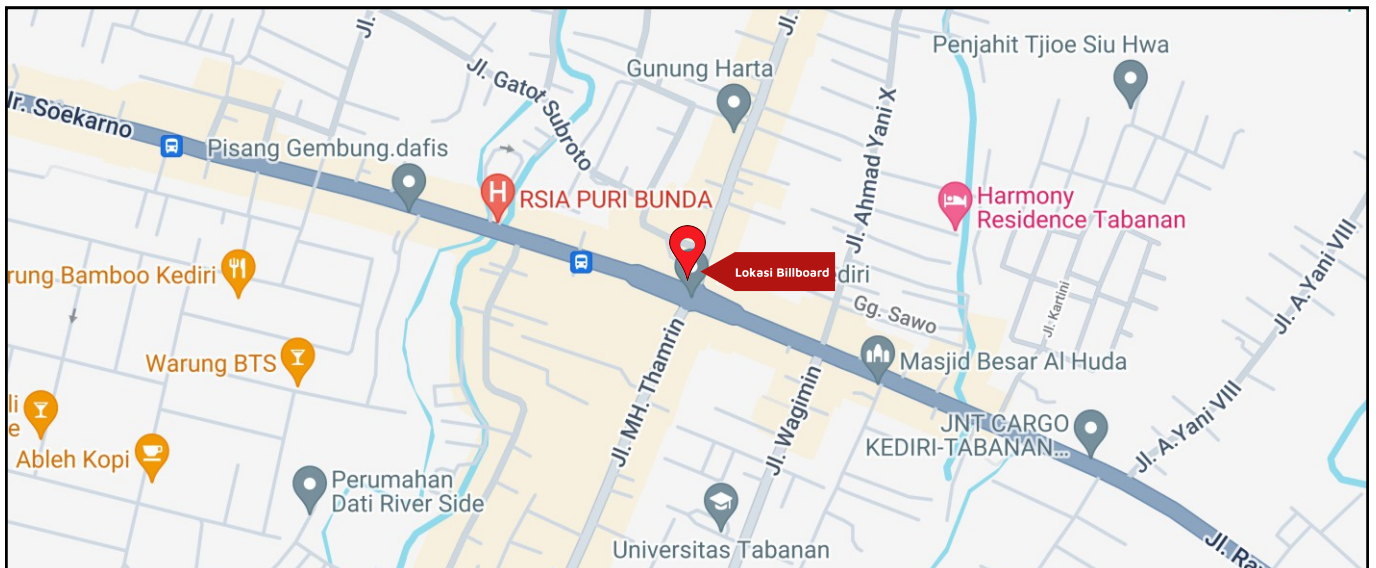 Penjahit Tjioe Siu Hwa
Gunung Harta
Jl.
Jl.
Jl. Gatot Subroto
Ir. Soekarno
Pisang Gembung.dafis
Jl. Ahmad Yani X
H
RSIA PURI BUNDA
Harmony
Residence Tabanan
Jl. A.Yani VIII
rung Bamboo Kediri
Lokasi Billboard
diri
Gg. Sawo
Jl. Kartini
Warung BTS
Masjid Besar Al Huda
Jl. MH. Thamrin
Jl. Wagimin
li
e
Ableh Kopi
JNT CARGO
KEDIRI-TABANAN...
Jl. A.Yani VIII
Perumahan
Dati River Side
Universitas Tabanan
Jl. Ra